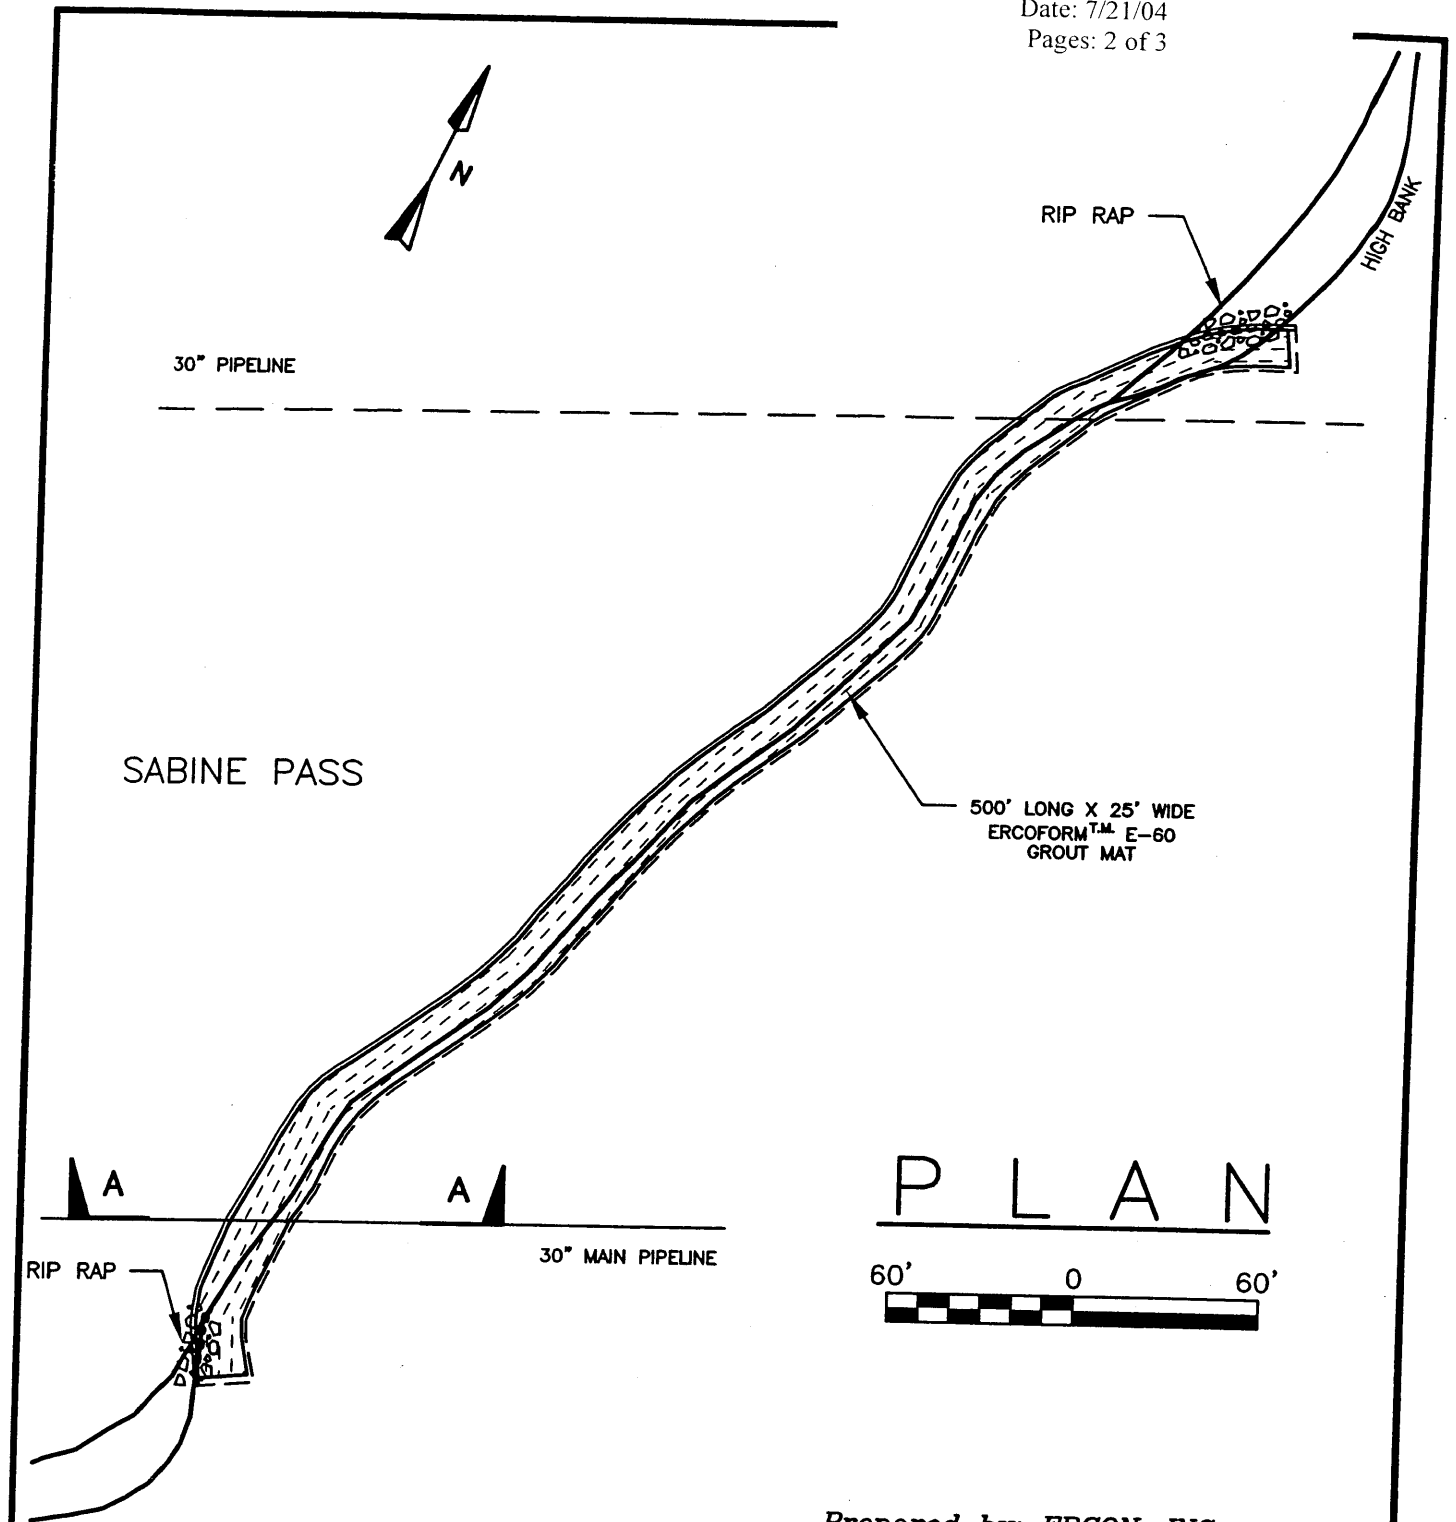 Date: 7/21/04
Pages: 2 of 3
N
RIP RAP
HIGH BANK
30" PIPELINE
SABINE PASS
500' LONG X 25' WIDE
ERCOFORM T.M. E-60
GROUT MAT
A
A
PLAN
30" MAIN PIPELINE
RIP RAP
60' 0 60'
Prepared by ERCON, INC.